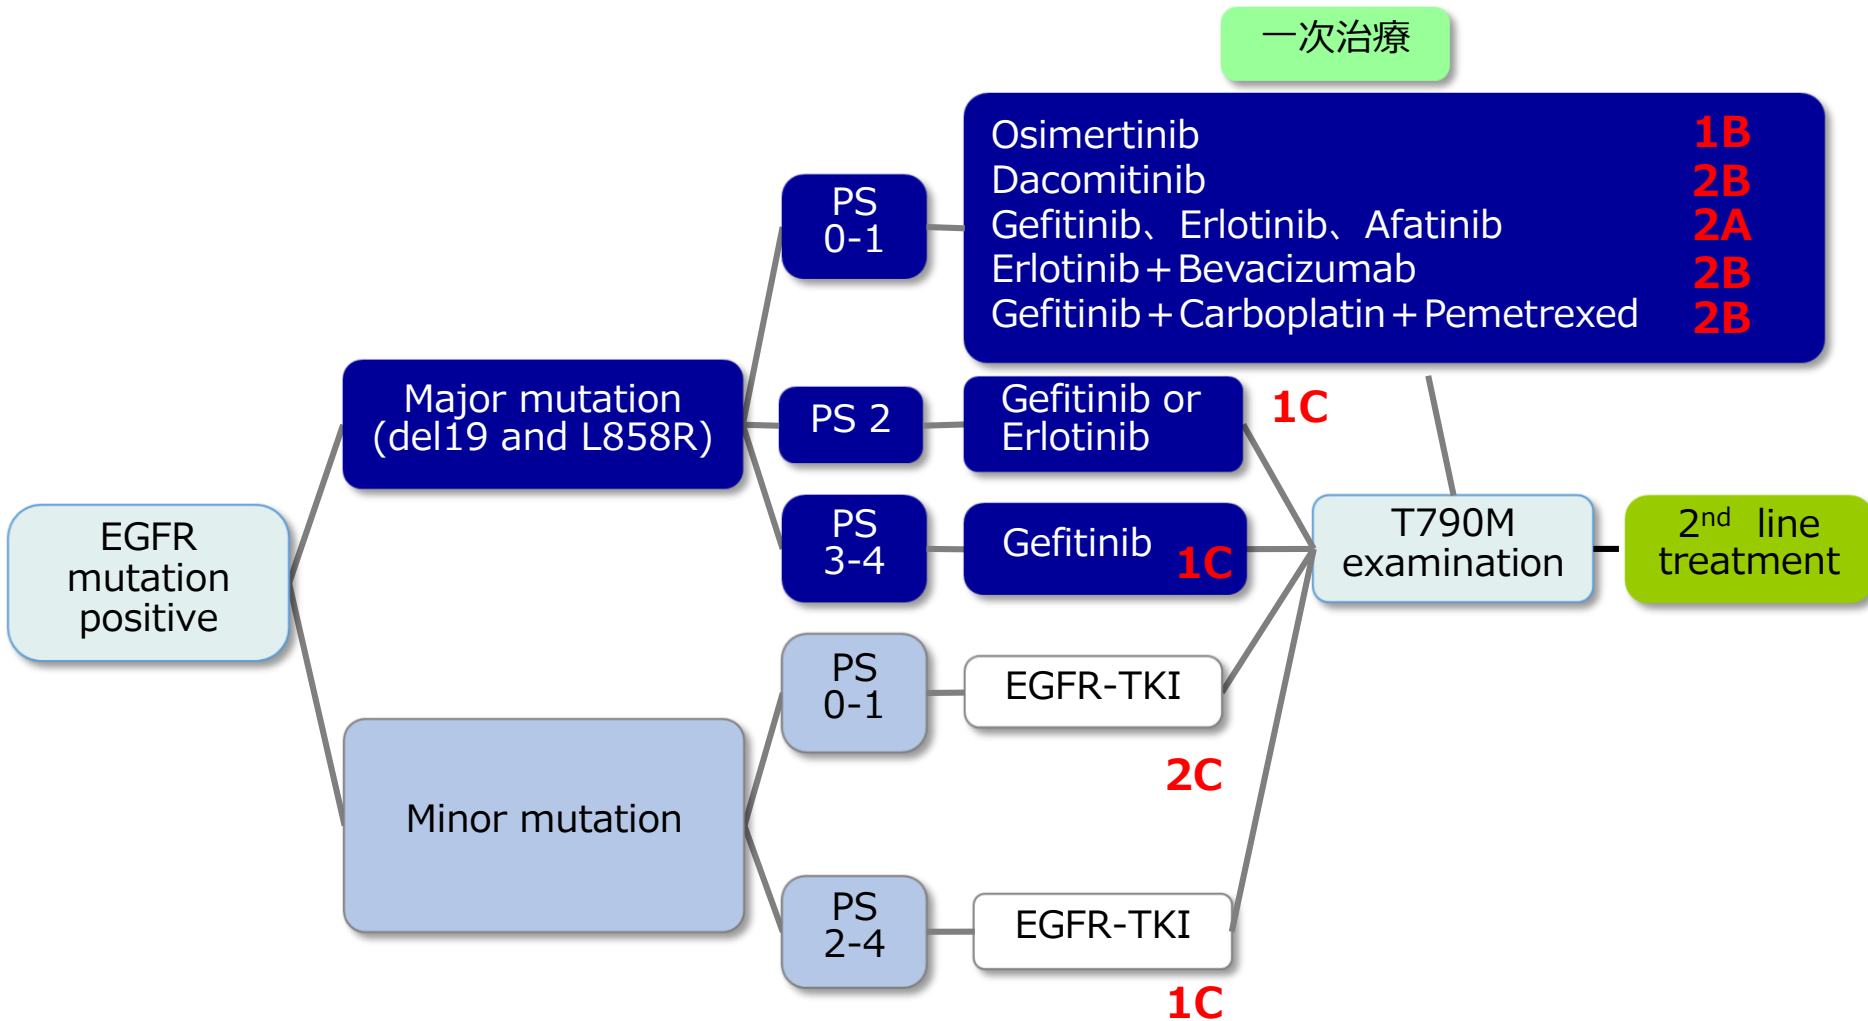 一次治療
Osimertinib 1B
Dacomitinib 2B
Gefitinib、Erlotinib、Afatinib 2A
Erlotinib＋Bevacizumab 2B
Gefitinib＋Carboplatin＋Pemetrexed 2B
PS
0-1
Major mutation
(del19 and L858R)
PS 2
Gefitinib or
Erlotinib
1C
PS
3-4
Gefitinib 1C
T790M
examination
2nd line
treatment
EGFR
mutation
positive
PS
0-1
EGFR-TKI
2C
Minor mutation
PS
2-4
EGFR-TKI
1C